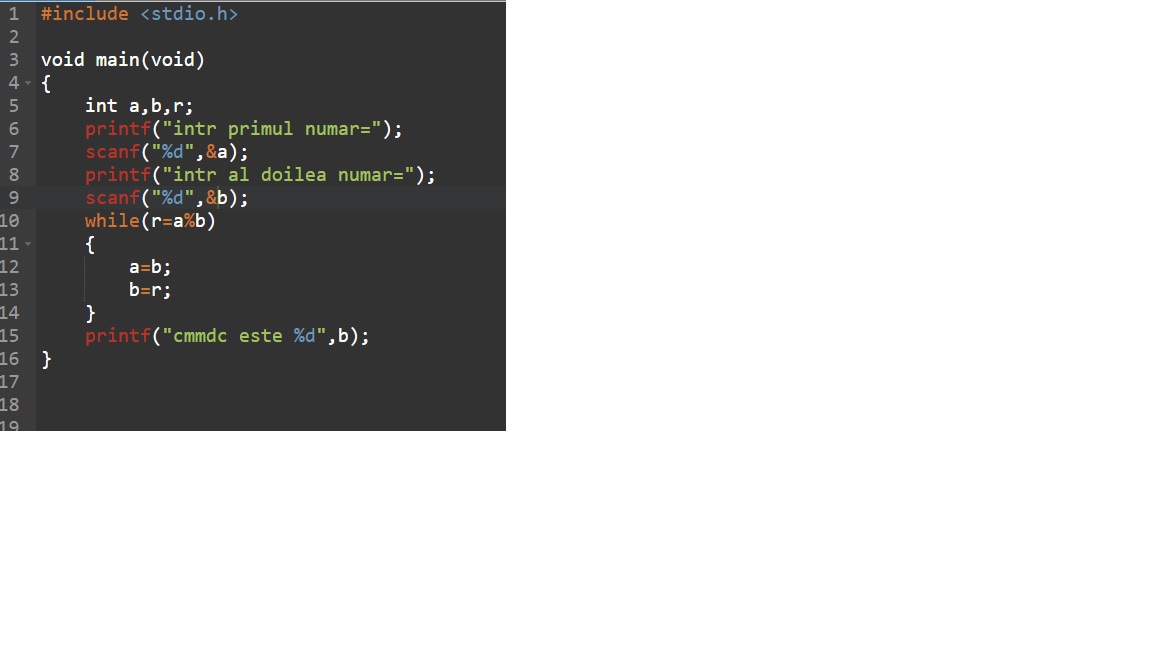 1 #include <stdio.h>
2
3 void main(void)
4 {
5 int a,b,r;
6 printf("intr primul numar=");
7 scanf("%d",&a);
8 printf("intr al doilea numar=");
9 scanf("%d",&b);
10 while(r=a%b)
11 {
12 a=b;
13 b=r;
14 }
15 printf("cmmdc este %d",b);
16 }
17
18
19